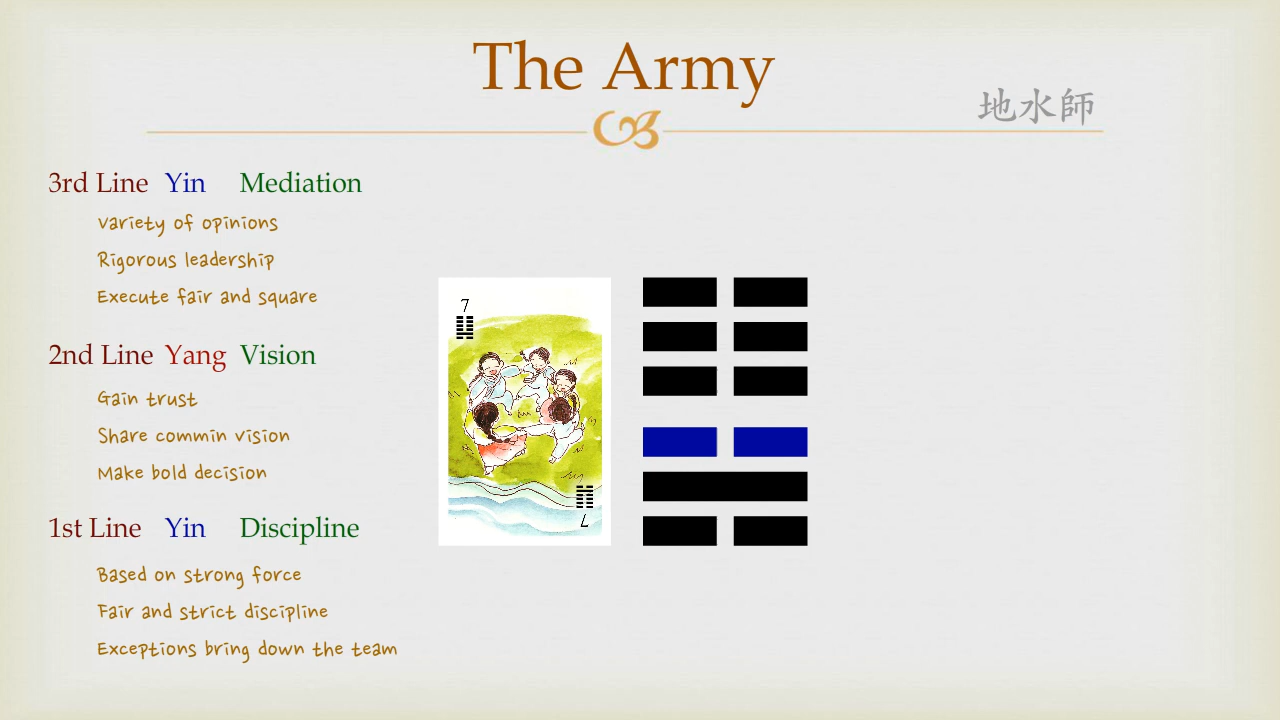 The Army
地水師
3rd Line Yin Mediation
Variety of opinions
Rigorous leadership
Execute fair and square
2nd Line Yang Vision
Gain trust
Share commin vision
Make bold decision
1st Line Yin Discipline
Based on strong force
Fair and strict discipline
Exceptions bring down the team
7
7